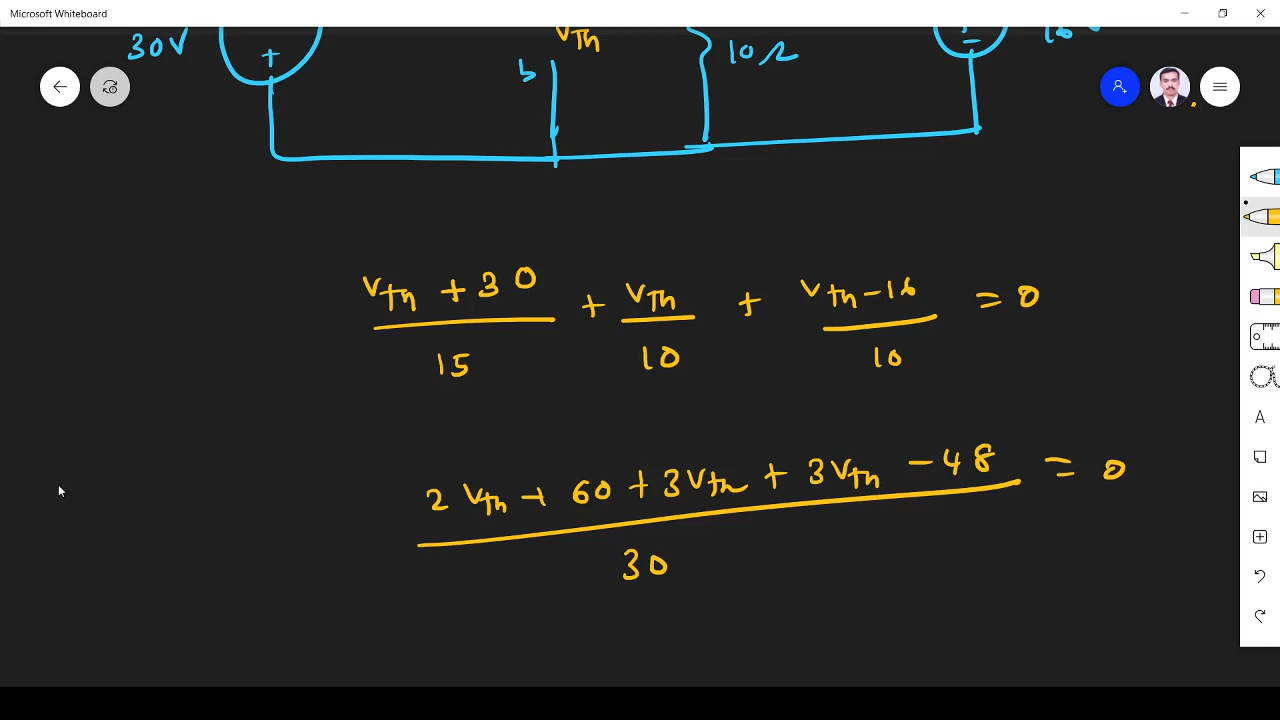 Microsoft Whiteboard
30V
+
VTh
b
10Ω
Vth + 30 / 15 + VTh / 10 + Vth - 16 / 10 = 0
2 Vth + 60 + 3Vth + 3Vth - 48 / 30 = 0
A